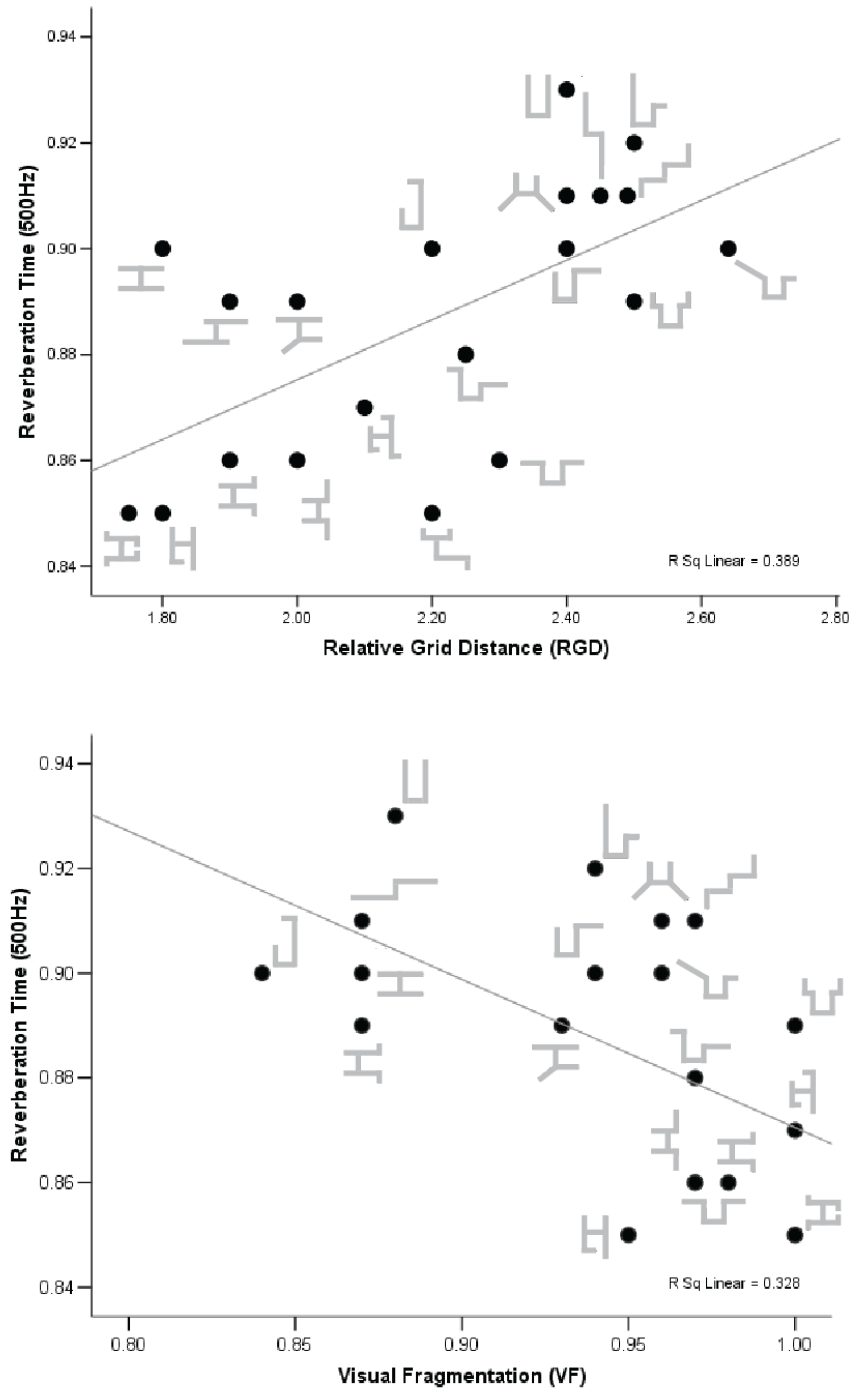 0.94
0.92
0.90
0.88
0.86
0.84
Reverberation Time (500Hz)
R Sq Linear = 0.389
1.80 2.00 2.20 2.40 2.60 2.80
Relative Grid Distance (RGD)
0.94
0.92
0.90
0.88
0.86
0.84
Reverberation Time (500Hz)
R Sq Linear = 0.328
0.80 0.85 0.90 0.95 1.00
Visual Fragmentation (VF)